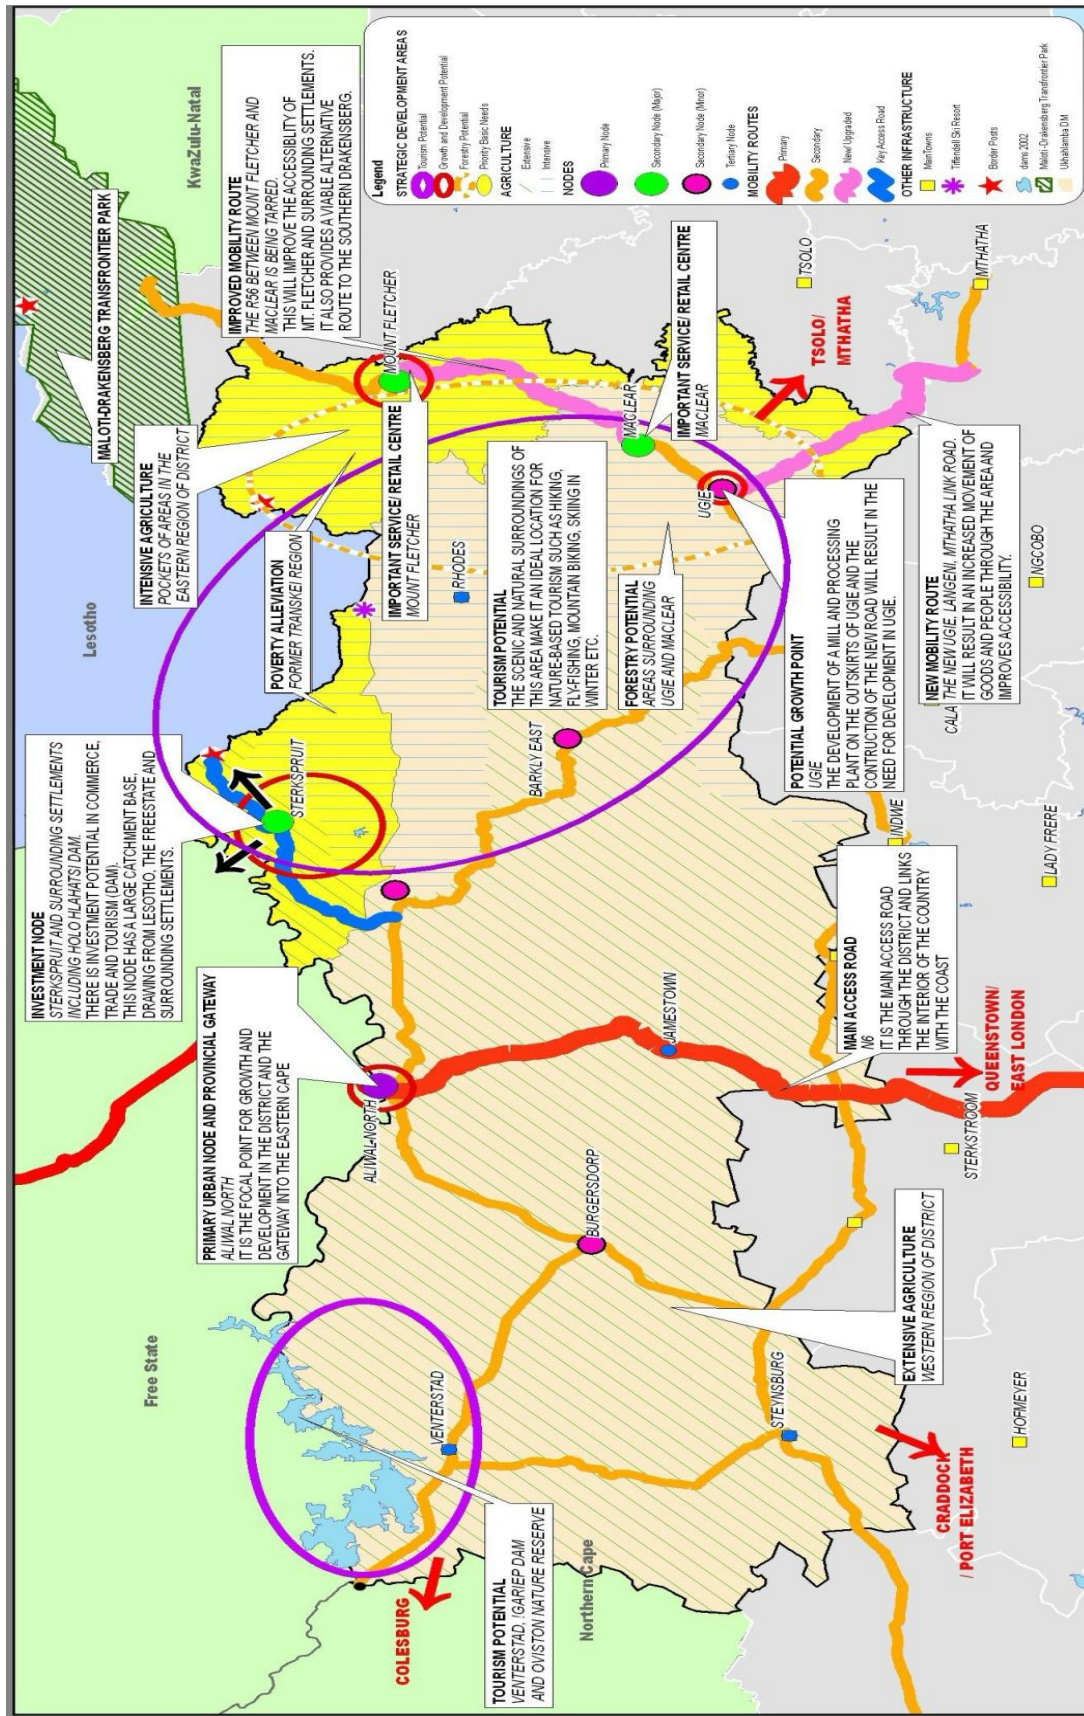 Free State
Lesotho
KwaZulu-Natal
Northern Cape
COLESBURG
TOURISM POTENTIAL
VENTERSTAD, !GARIEP DAM
AND OVISTON NATURE RESERVE
VENTERSTAD
STEYNSBURG
HOFMEYER
CRADDOCK
/ PORT ELIZABETH
EXTENSIVE AGRICULTURE
WESTERN REGION OF DISTRICT
BURGERSDORP
PRIMARY URBAN NODE AND PROVINCIAL GATEWAY
ALIWAL NORTH
IT IS THE FOCAL POINT FOR GROWTH AND
DEVELOPMENT IN THE DISTRICT AND THE
GATEWAY INTO THE EASTERN CAPE
ALIWAL-NORTH
JAMESTOWN
STERKSTROOM
QUEENSTOWN/
EAST LONDON
MAIN ACCESS ROAD
N6
IT IS THE MAIN ACCESS ROAD
THROUGH THE DISTRICT AND LINKS
THE INTERIOR OF THE COUNTRY
WITH THE COAST
INVESTMENT NODE
STERKSPRUIT AND SURROUNDING SETTLEMENTS
INCLUDING HOLO HLAHATSI DAM.
THERE IS INVESTMENT POTENTIAL IN COMMERCE,
TRADE AND TOURISM (DAM).
THIS NODE HAS A LARGE CATCHMENT BASE,
DRAWING FROM LESOTHO, THE FREESTATE AND
SURROUNDING SETTLEMENTS.
STERKSPRUIT
BARKLY EAST
INDWE
LADY FRERE
POVERTY ALLEVIATION
FORMER TRANSKEI REGION
INTENSIVE AGRICULTURE
POCKETS OF AREAS IN THE
EASTERN REGION OF DISTRICT
MALOTI-DRAKENSBERG TRANSFRONTIER PARK
IMPROVED MOBILITY ROUTE
THE R56 BETWEEN MOUNT FLETCHER AND
MACLEAR IS BEING TARRED.
THIS WILL IMPROVE THE ACCESSIBILITY OF
MT. FLETCHER AND SURROUNDING SETTLEMENTS.
IT ALSO PROVIDES A VIABLE ALTERNATIVE
ROUTE TO THE SOUTHERN DRAKENSBERG.
MOUNT FLETCHER
IMPORTANT SERVICE/ RETAIL CENTRE
MOUNT FLETCHER
RHODES
TOURISM POTENTIAL
THE SCENIC AND NATURAL SURROUNDINGS OF
THIS AREA MAKE IT AN IDEAL LOCATION FOR
NATURE-BASED TOURISM SUCH AS HIKING,
FLY-FISHING, MOUNTAIN BIKING, SKIING IN
WINTER ETC.
MACLEAR
IMPORTANT SERVICE/ RETAIL CENTRE
MACLEAR
FORESTRY POTENTIAL
AREAS SURROUNDING
UGIE AND MACLEAR
UGIE
POTENTIAL GROWTH POINT
UGIE
THE DEVELOPMENT OF A MILL AND PROCESSING
PLANT ON THE OUTSKIRTS OF UGIE AND THE
CONTRUCTION OF THE NEW ROAD WILL RESULT IN THE
NEED FOR DEVELOPMENT IN UGIE.
TSOLO/
MTHATHA
TSOLO
MTHATHA
NEW MOBILITY ROUTE
CALA
THE NEW UGIE, LANGENI, MTHATHA LINK ROAD.
IT WILL RESULT IN AN INCREASED MOVEMENT OF
GOODS AND PEOPLE THROUGH THE AREA AND
IMPROVES ACCESSIBILITY.
NGCOBO
Legend
STRATEGIC DEVELOPMENT AREAS
Tourism Potential
Growth and Development Potential
Forestry Potential
Priority Basic Needs
AGRICULTURE
Extensive
Intensive
NODES
Primary Node
Secondary Node (Major)
Secondary Node (Minor)
Tertiary Node
MOBILITY ROUTES
Primary
Secondary
New/ Upgraded
Key Access Road
OTHER INFRASTRUCTURE
MainTowns
Tiffendell Ski Resort
Border Posts
dams 2002
Maloti-Drakensberg Transfrontier Park
Ukhahlamba DM